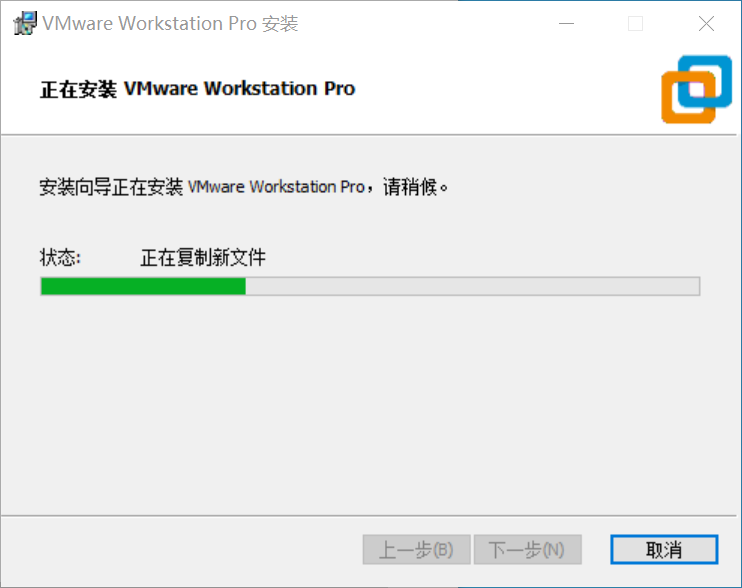 VMware Workstation Pro 安装
正在安装 VMware Workstation Pro
安装向导正在安装 VMware Workstation Pro，请稍候。
状态: 正在复制新文件
上一步(B) 下一步(N) 取消